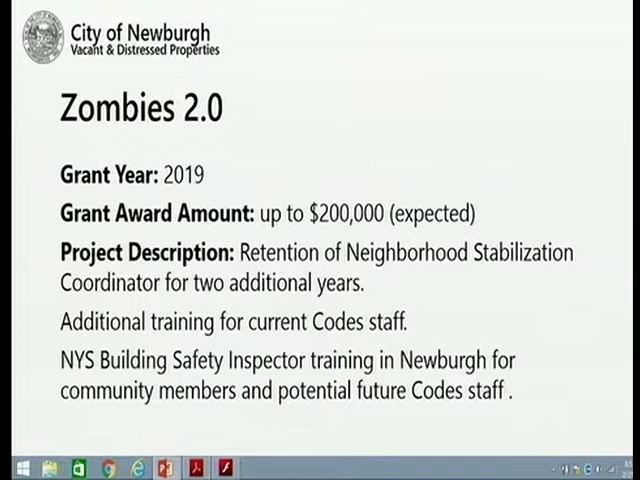 City of Newburgh
Vacant & Distressed Properties
Zombies 2.0
Grant Year: 2019
Grant Award Amount: up to $200,000 (expected)
Project Description: Retention of Neighborhood Stabilization
Coordinator for two additional years.
Additional training for current Codes staff.
NYS Building Safety Inspector training in Newburgh for
community members and potential future Codes staff .